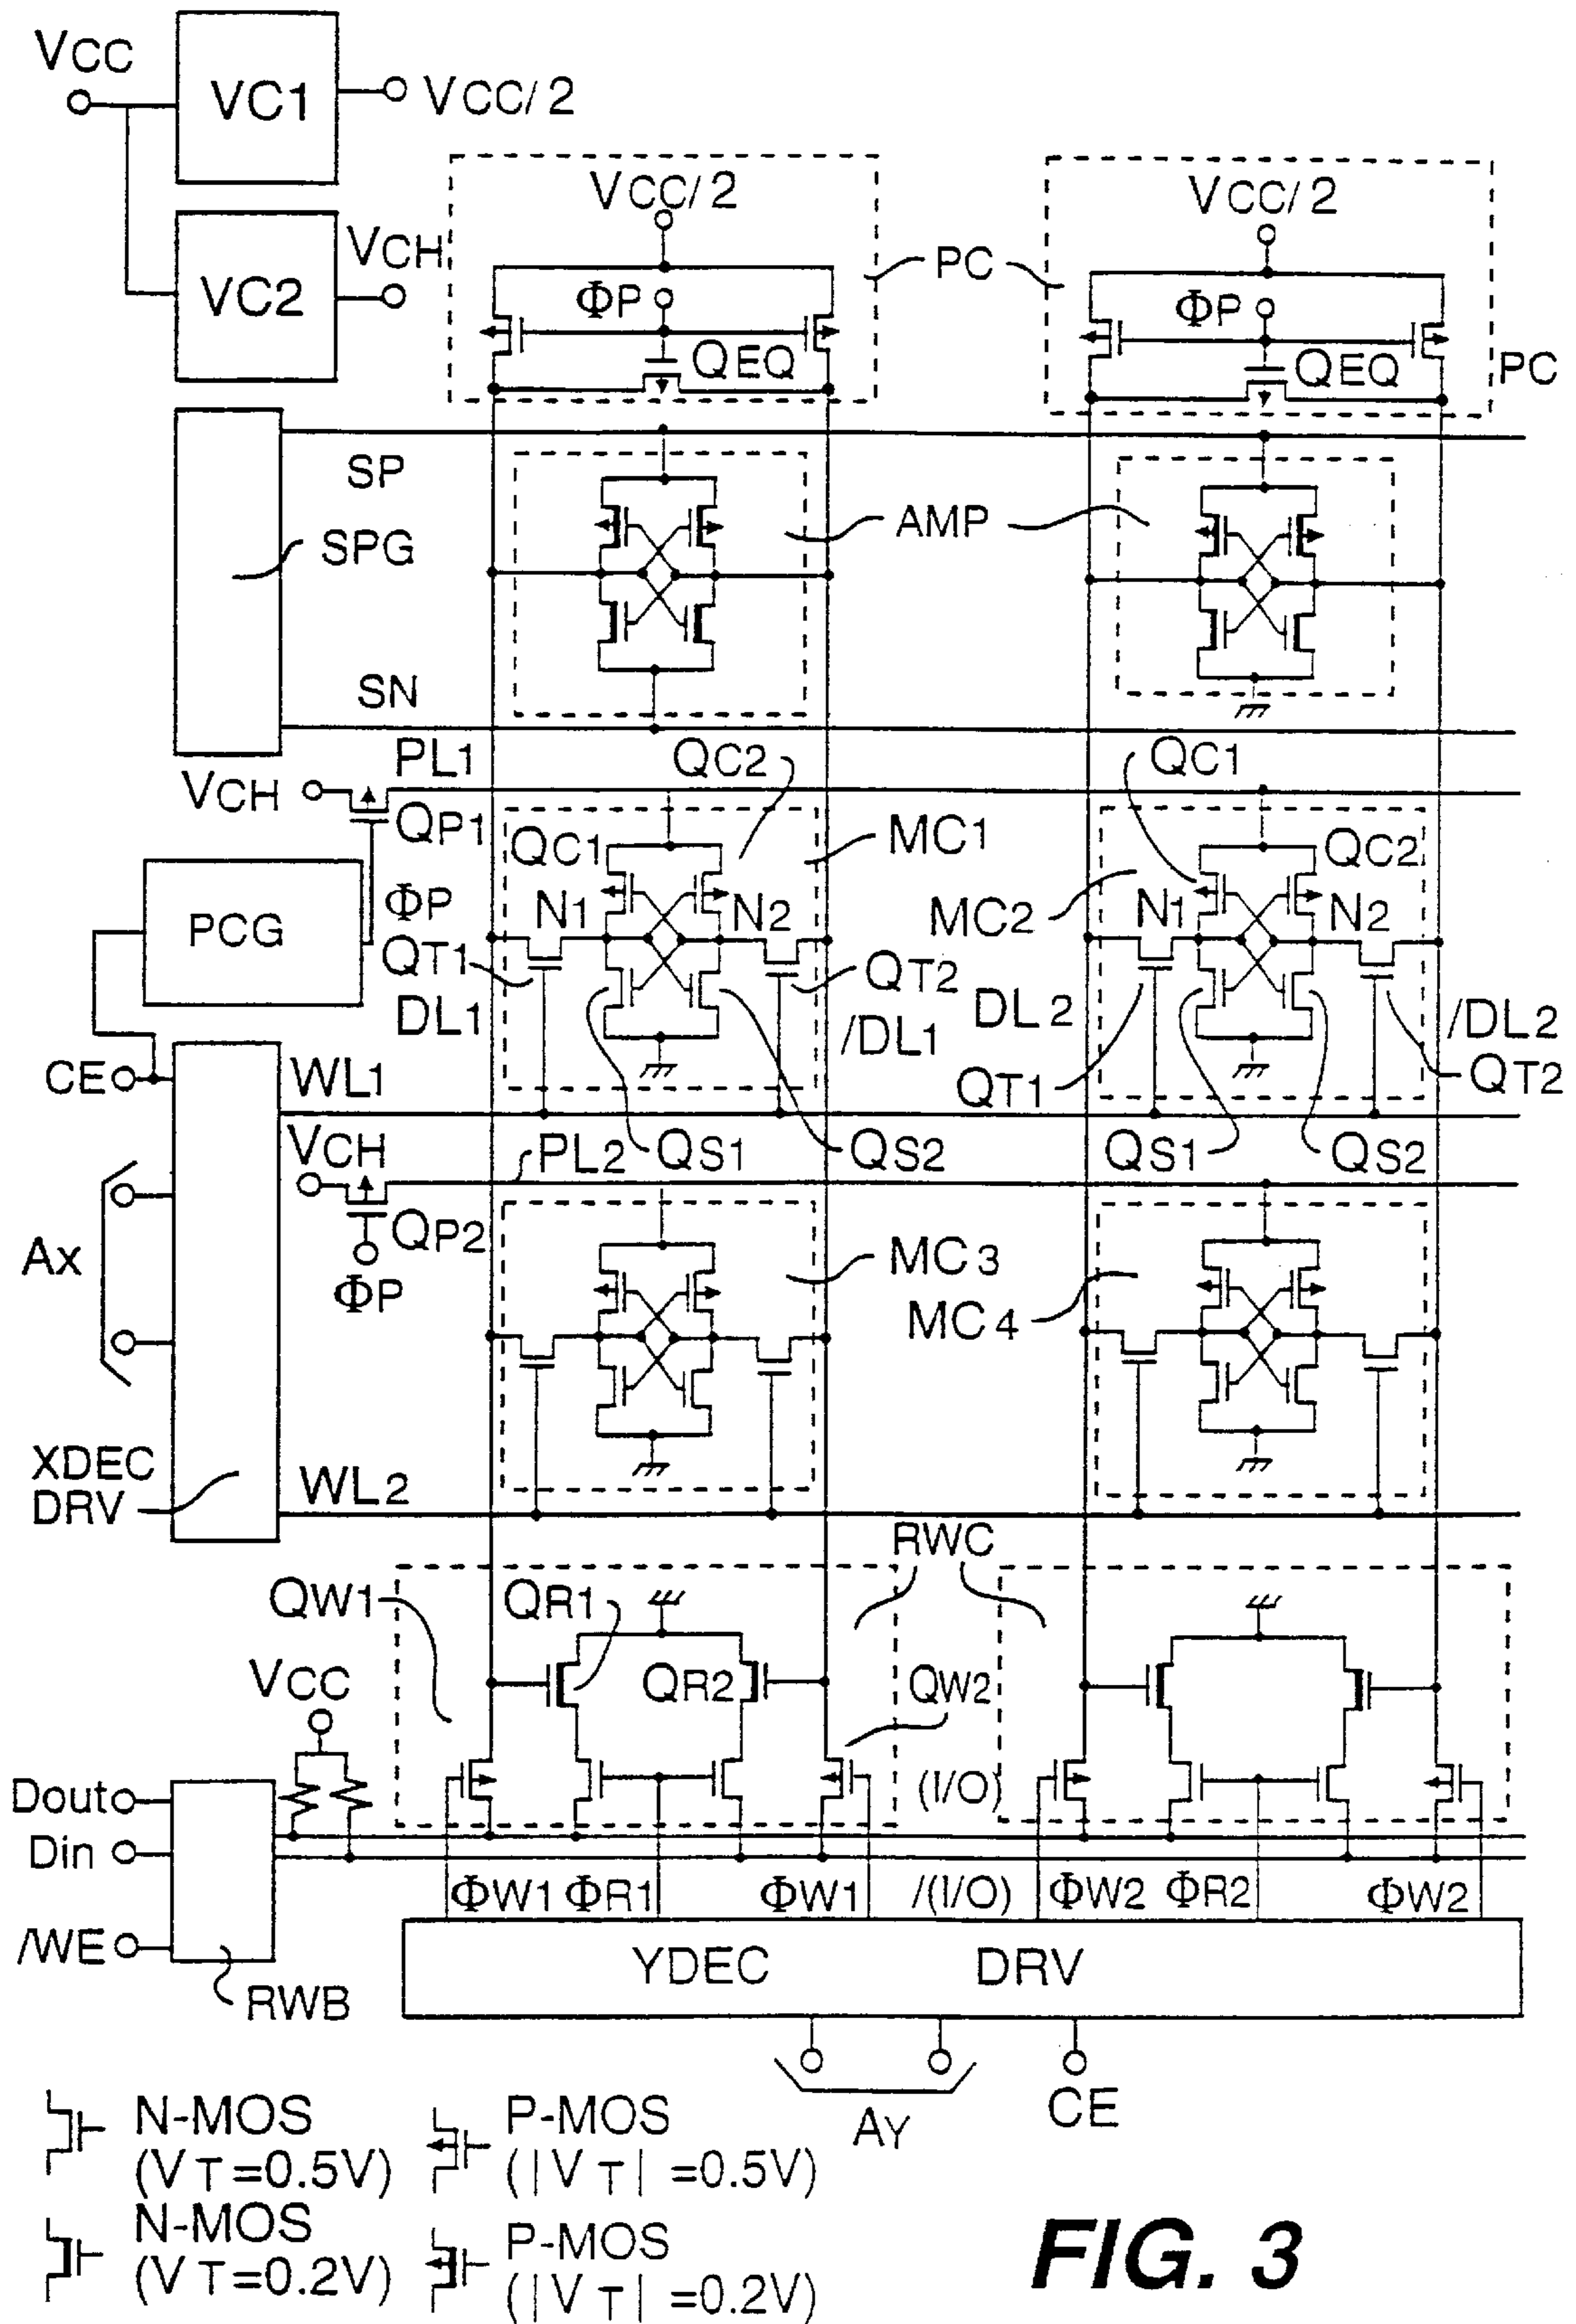 VCC
VC1
VCC/2
VC2
VCH
VCC/2
VCC/2
PC
ΦP
ΦP
QEQ
QEQ
PC
SP
SPG
AMP
SN
PL1
QC2
QC1
VCH
QP1
QC1
MC1
QC2
PCG
ΦP
N1
N2
MC2
N1
N2
QT1
QT2
DL1
/DL1
DL2
/DL2
CE
WL1
QT1
QT2
VCH
PL2
QS1
QS2
QS1
QS2
AX
QP2
MC3
ΦP
MC4
XDEC
DRV
WL2
RWC
QW1
QR1
VCC
QR2
QW2
Dout
(I/O)
Din
ΦW1
ΦR1
ΦW1
/(I/O)
ΦW2
ΦR2
ΦW2
/WE
YDEC DRV
RWB
AY
CE
N-MOS
(VT=0.5V)
P-MOS
(|VT|=0.5V)
N-MOS
(VT=0.2V)
P-MOS
(|VT|=0.2V)
FIG. 3